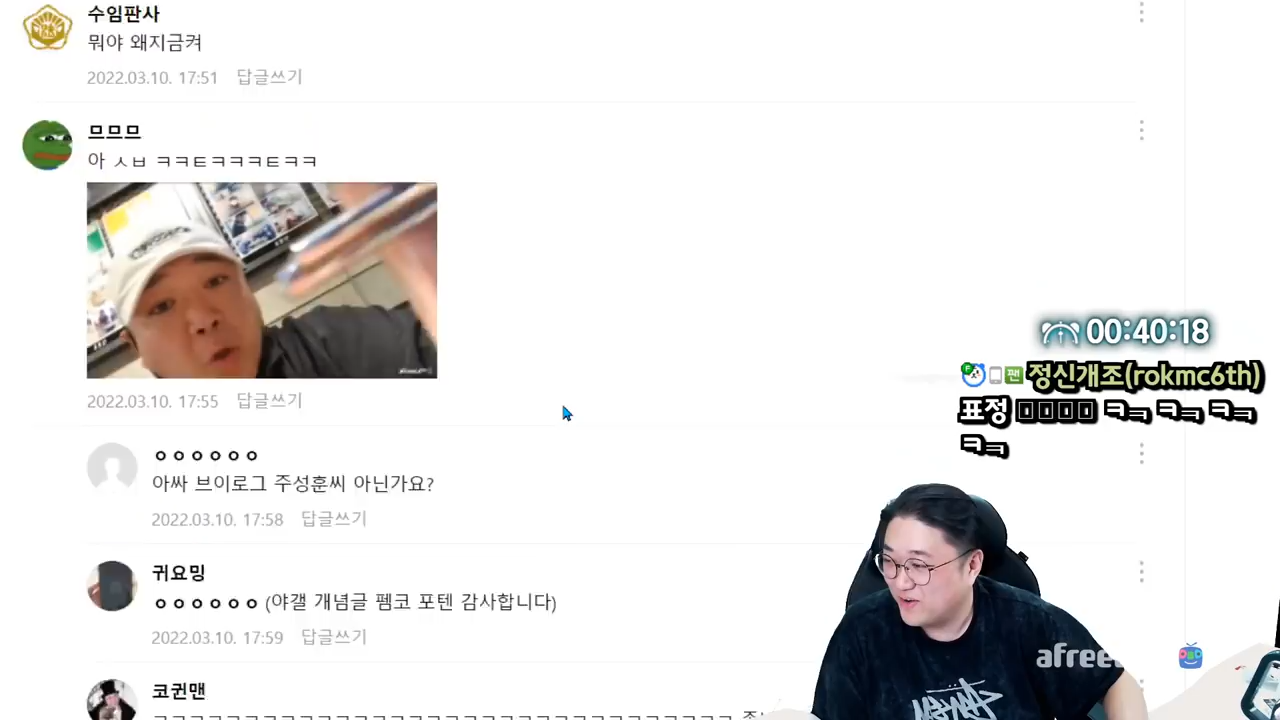 수임판사
뭐야 왜지금켜
2022.03.10. 17:51 답글쓰기
므므므
아 ㅅㅂ ㅋㅋㅌㅋㅋㅋㅌㅋㅋ
2022.03.10. 17:55 답글쓰기
00:40:18
팬 정신개조(rokmc6th)
표정 ㅋㅋ ㅋㅋ ㅋㅋ
ㅋㅋ
ㅇㅇㅇㅇㅇㅇ
아싸 브이로그 주성훈씨 아닌가요?
2022.03.10. 17:58 답글쓰기
귀요밍
ㅇㅇㅇㅇㅇㅇ (야갤 개념글 펨코 포텐 감사합니다)
2022.03.10. 17:59 답글쓰기
afree
코퀸맨